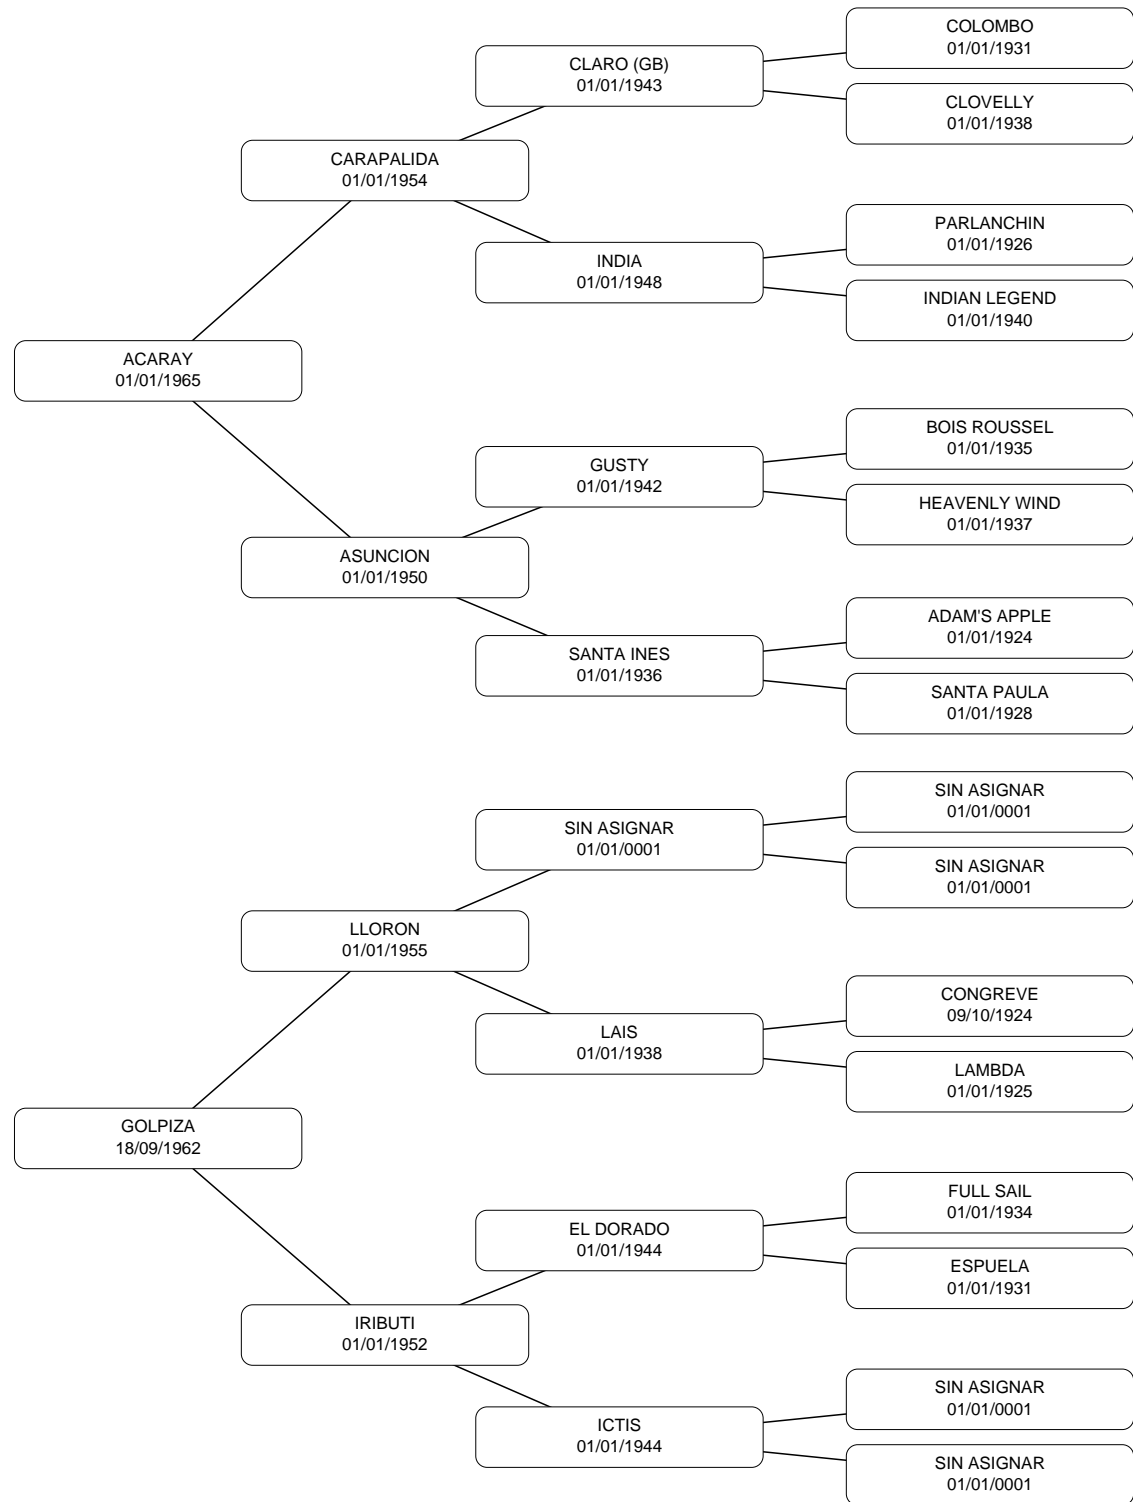 COLOMBO
01/01/1931
CLARO (GB)
01/01/1943
CLOVELLY
01/01/1938
CARAPALIDA
01/01/1954
PARLANCHIN
01/01/1926
INDIA
01/01/1948
INDIAN LEGEND
01/01/1940
ACARAY
01/01/1965
BOIS ROUSSEL
01/01/1935
GUSTY
01/01/1942
HEAVENLY WIND
01/01/1937
ASUNCION
01/01/1950
ADAM'S APPLE
01/01/1924
SANTA INES
01/01/1936
SANTA PAULA
01/01/1928
SIN ASIGNAR
01/01/0001
SIN ASIGNAR
01/01/0001
SIN ASIGNAR
01/01/0001
LLORON
01/01/1955
CONGREVE
09/10/1924
LAIS
01/01/1938
LAMBDA
01/01/1925
GOLPIZA
18/09/1962
FULL SAIL
01/01/1934
EL DORADO
01/01/1944
ESPUELA
01/01/1931
IRIBUTI
01/01/1952
SIN ASIGNAR
01/01/0001
ICTIS
01/01/1944
SIN ASIGNAR
01/01/0001